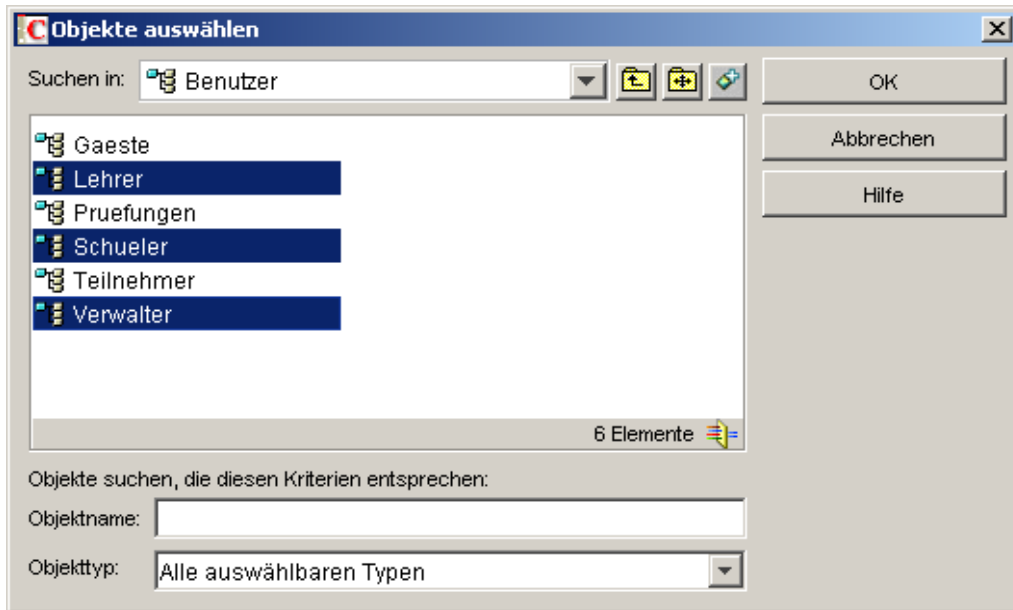 Objekte auswählen
Suchen in: Benutzer
OK
Abbrechen
Hilfe
Gaeste
Lehrer
Pruefungen
Schueler
Teilnehmer
Verwalter
6 Elemente
Objekte suchen, die diesen Kriterien entsprechen:
Objektname:
Objekttyp: Alle auswählbaren Typen